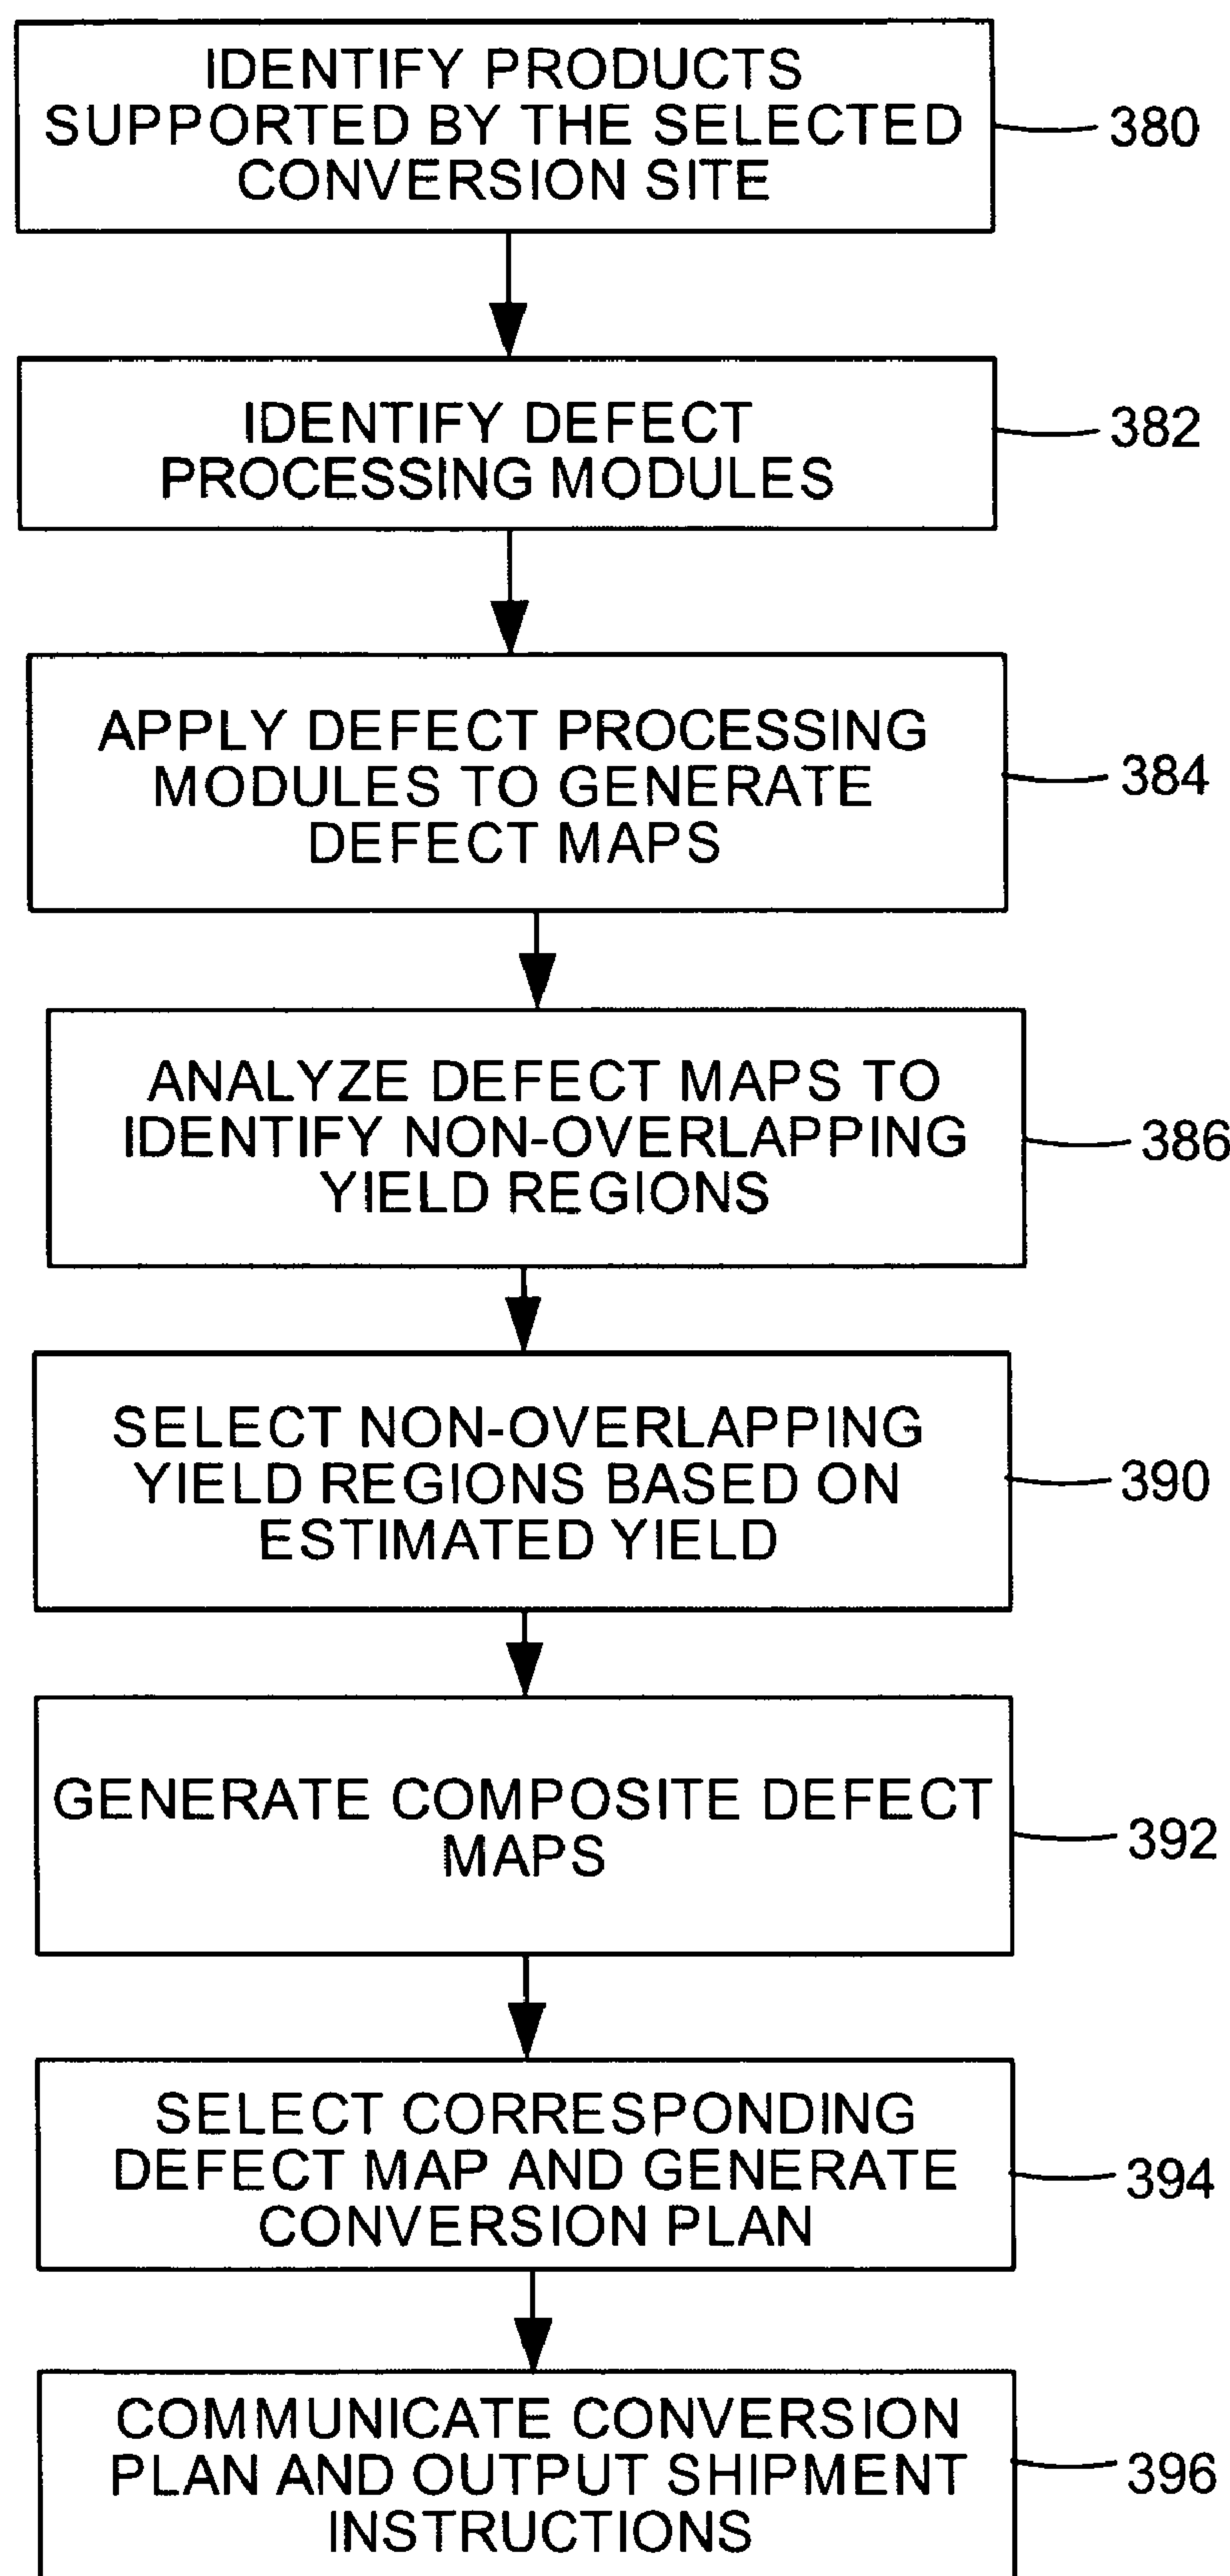 IDENTIFY PRODUCTS
SUPPORTED BY THE SELECTED
CONVERSION SITE
380
IDENTIFY DEFECT
PROCESSING MODULES
382
APPLY DEFECT PROCESSING
MODULES TO GENERATE
DEFECT MAPS
384
ANALYZE DEFECT MAPS TO
IDENTIFY NON-OVERLAPPING
YIELD REGIONS
386
SELECT NON-OVERLAPPING
YIELD REGIONS BASED ON
ESTIMATED YIELD
390
GENERATE COMPOSITE DEFECT
MAPS
392
SELECT CORRESPONDING
DEFECT MAP AND GENERATE
CONVERSION PLAN
394
COMMUNICATE CONVERSION
PLAN AND OUTPUT SHIPMENT
INSTRUCTIONS
396